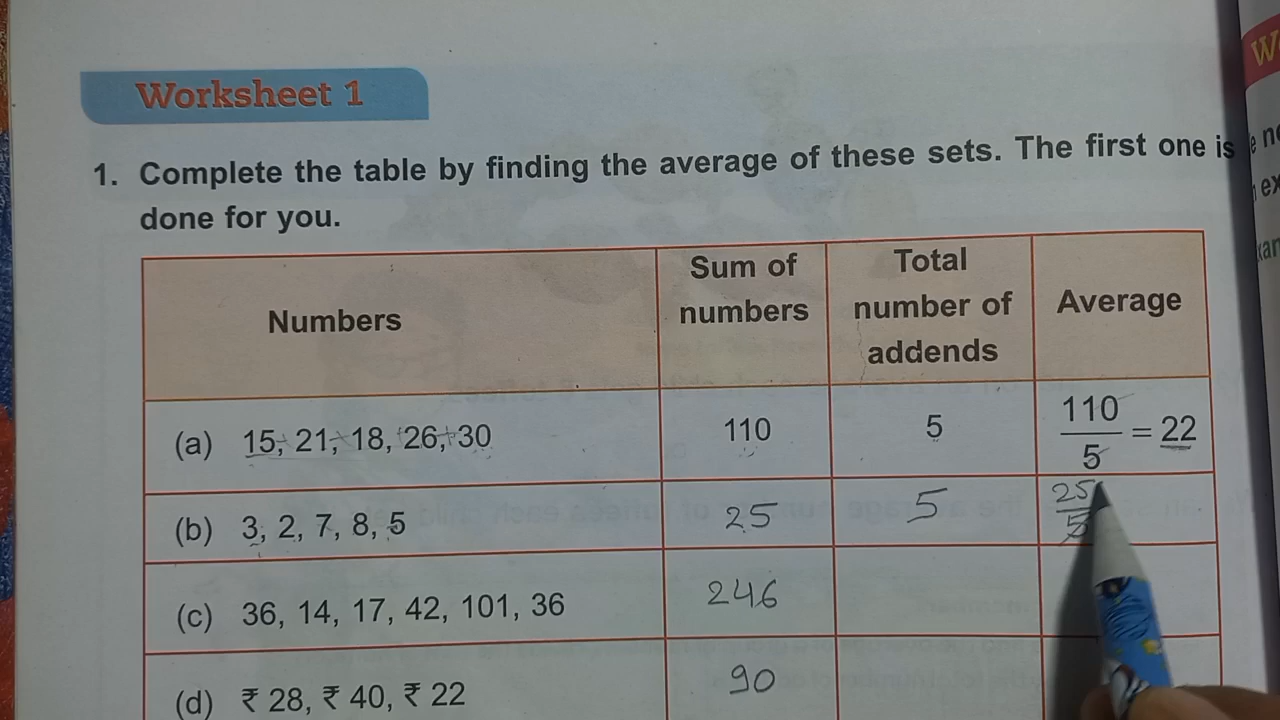 Worksheet 1
1. Complete the table by finding the average of these sets. The first one is
done for you.
Numbers
Sum of
numbers
Total
number of
addends
Average
(a) 15, 21, 18, 26, 30
110
5
110
5
= 22
(b) 3, 2, 7, 8, 5
25
5
25
5
(c) 36, 14, 17, 42, 101, 36
246
(d) ₹ 28, ₹ 40, ₹ 22
90